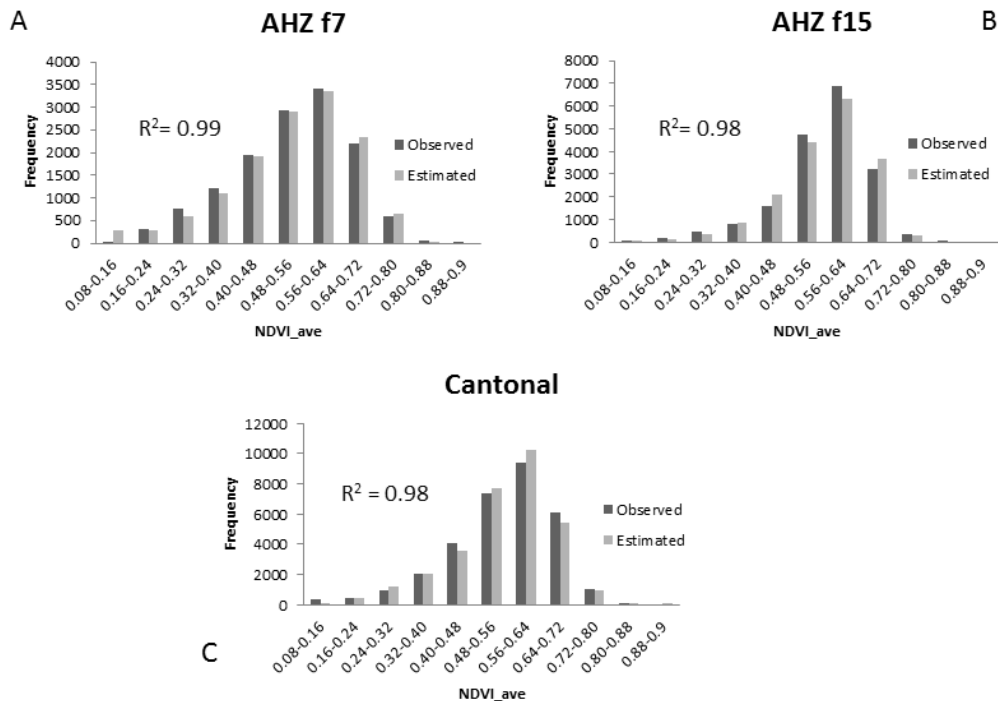 A
AHZ f7
4000
3500
3000
2500
2000
1500
1000
500
0
Frequency
R²= 0.99
Observed
Estimated
0.08-0.16
0.16-0.24
0.24-0.32
0.32-0.40
0.40-0.48
0.48-0.56
0.56-0.64
0.64-0.72
0.72-0.80
0.80-0.88
0.88-0.9
NDVI_ave
AHZ f15
B
8000
7000
6000
5000
4000
3000
2000
1000
0
Frequency
R²= 0.98
Observed
Estimated
0.08-0.16
0.16-0.24
0.24-0.32
0.32-0.40
0.40-0.48
0.48-0.56
0.56-0.64
0.64-0.72
0.72-0.80
0.80-0.88
0.88-0.9
NDVI_ave
Cantonal
12000
10000
8000
6000
4000
2000
0
Frequency
R² = 0.98
Observed
Estimated
0.08-0.16
0.16-0.24
0.24-0.32
0.32-0.40
0.40-0.48
0.48-0.56
0.56-0.64
0.64-0.72
0.72-0.80
0.80-0.88
0.88-0.9
C
NDVI_ave